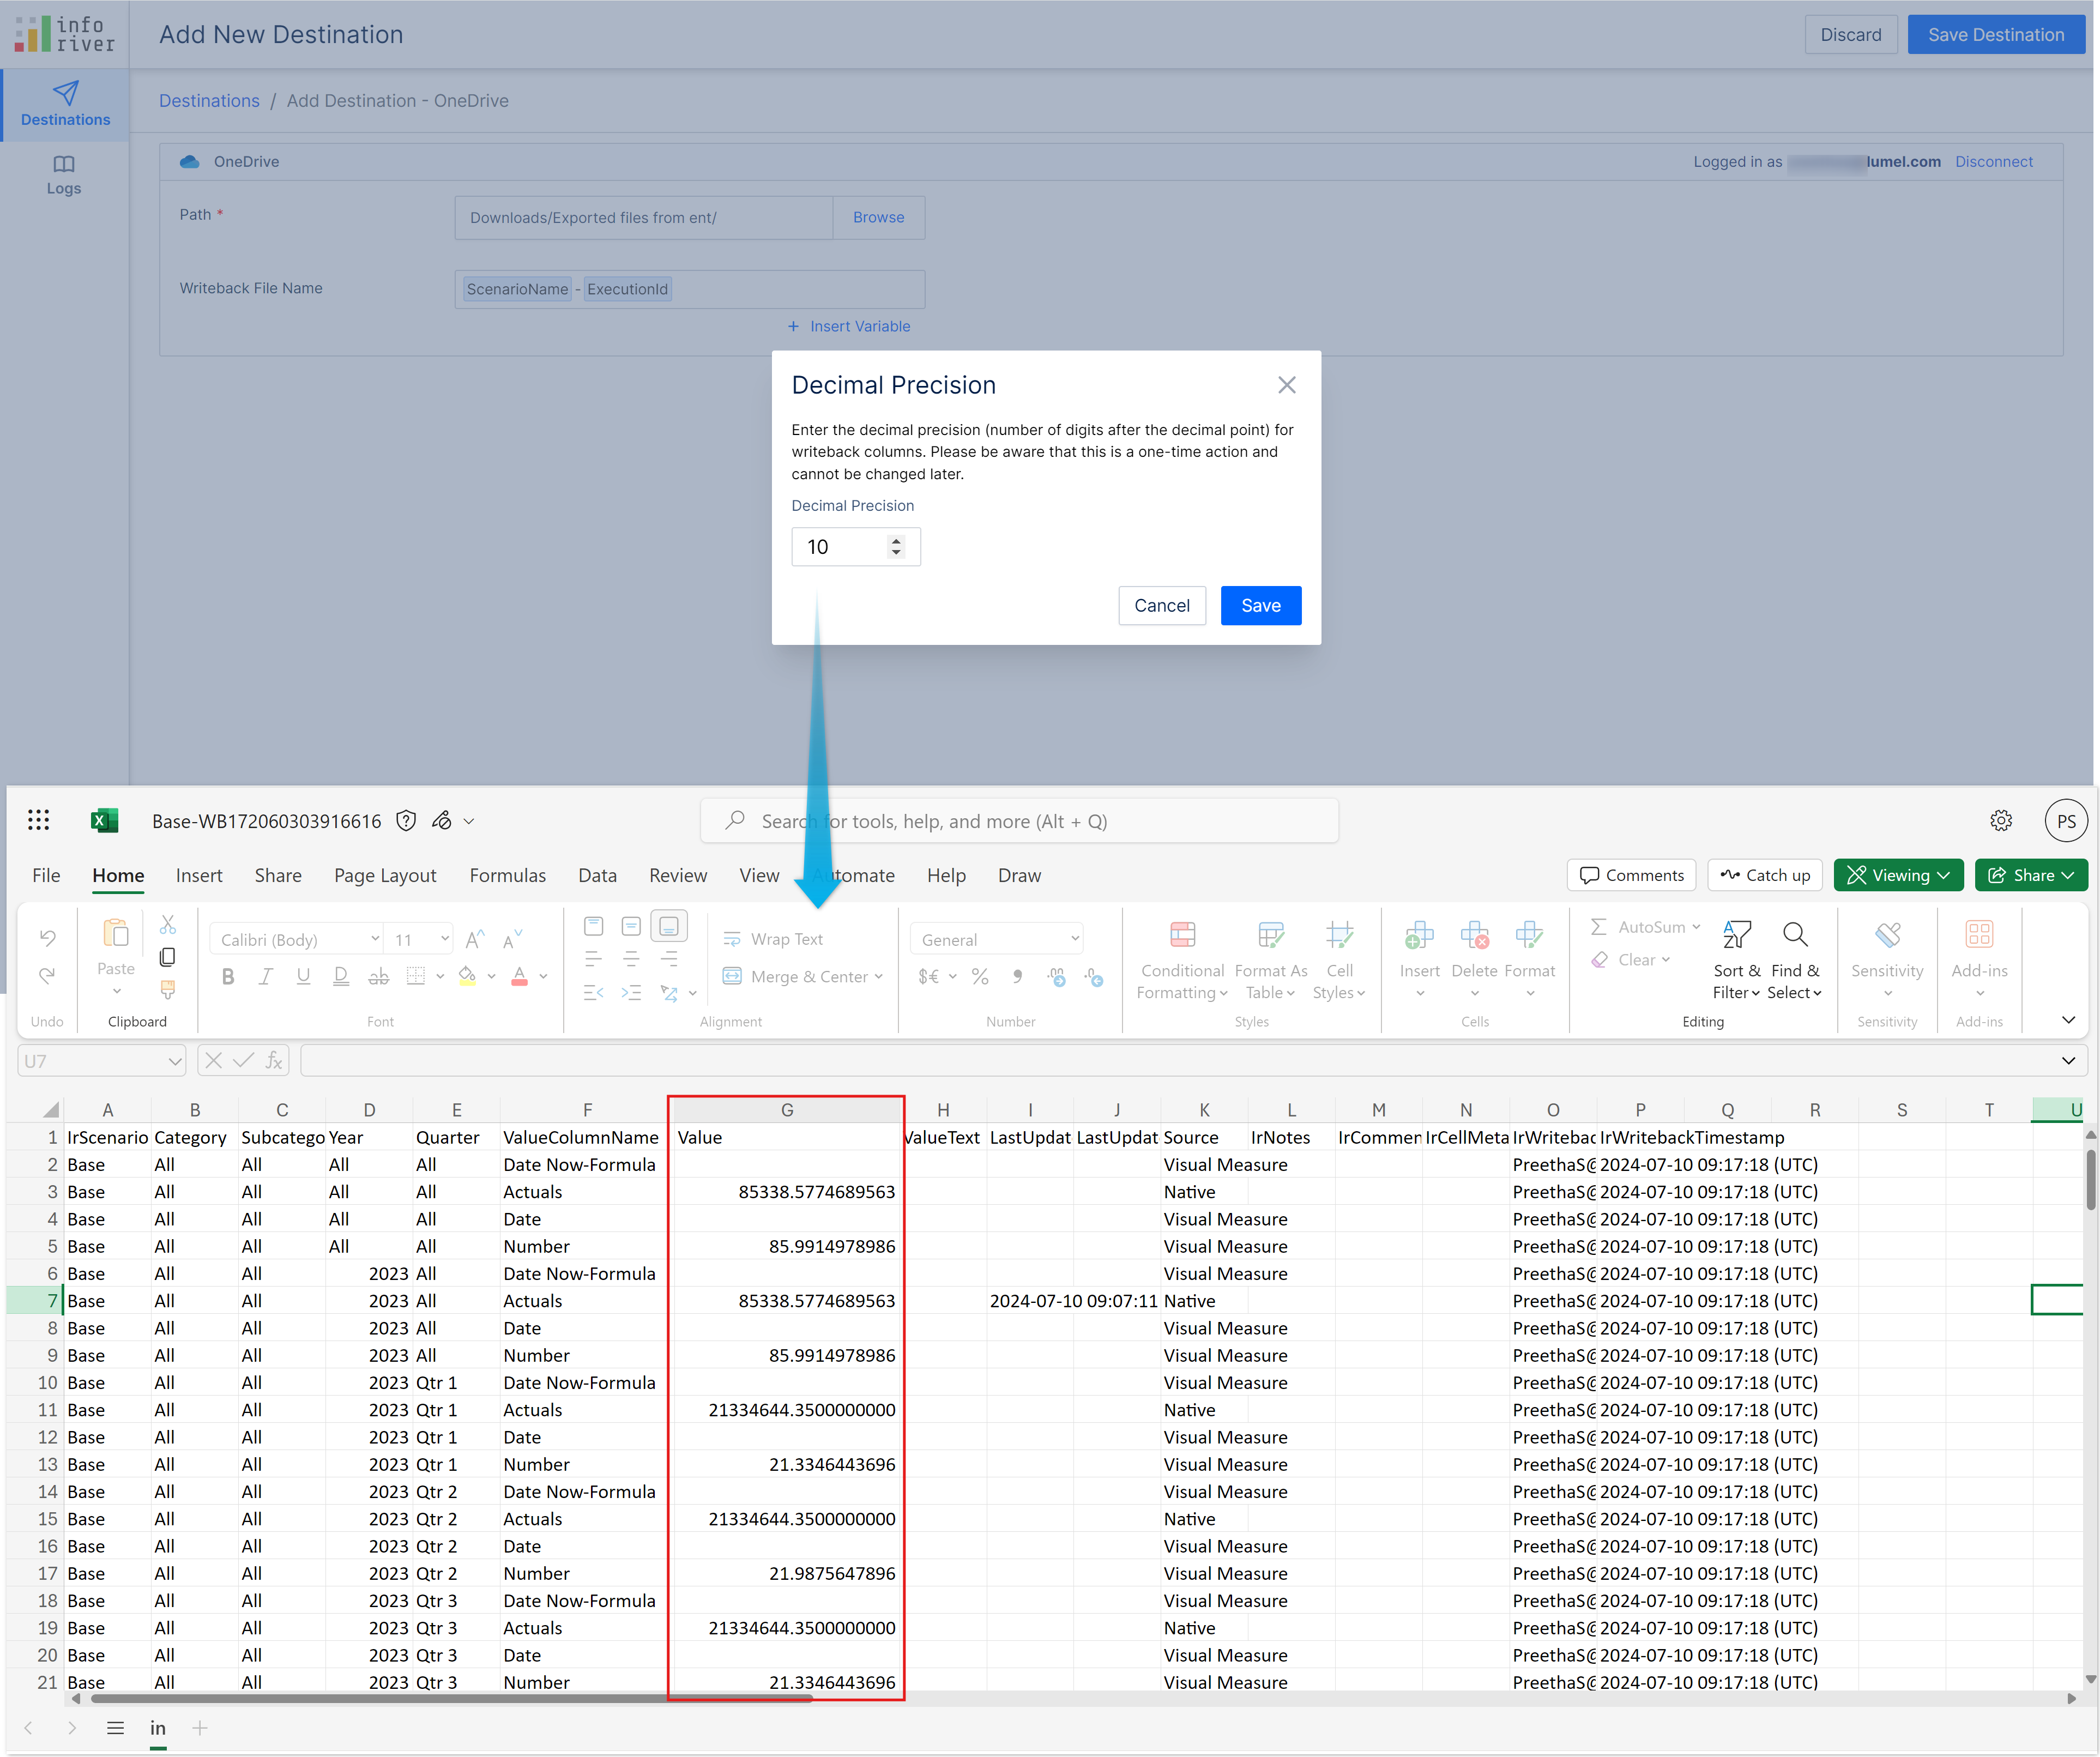 info river
Add New Destination
Discard
Save Destination
Destinations
Logs
Destinations / Add Destination - OneDrive
OneDrive
Logged in as lumel.com Disconnect
Path *
Downloads/Exported files from ent/
Browse
Writeback File Name
ScenarioName - ExecutionId
+ Insert Variable
Decimal Precision
Enter the decimal precision (number of digits after the decimal point) for
writeback columns. Please be aware that this is a one-time action and
cannot be changed later.
Decimal Precision
10
Cancel Save
Base-WB172060303916616
Search for tools, help, and more (Alt + Q)
PS
File Home Insert Share Page Layout Formulas Data Review View Automate Help Draw
Comments Catch up Viewing Share
Calibri (Body) 11
Wrap Text
General
AutoSum
Clear
Paste
Merge & Center
$€ %
Conditional Formatting
Format As Table
Cell Styles
Insert Delete Format
Sort & Filter
Find & Select
Sensitivity
Add-ins
Undo Clipboard Font Alignment Number Styles Cells Editing Sensitivity Add-ins
U7
fx
A B C D E F G H I J K L M N O P Q R S T U
1 IrScenario Category Subcatego Year Quarter ValueColumnName Value ValueText LastUpdat LastUpdat Source IrNotes IrCommen IrCellMeta IrWritebac IrWritebackTimestamp
2 Base All All All All Date Now-Formula Visual Measure PreethaS@ 2024-07-10 09:17:18 (UTC)
3 Base All All All All Actuals 85338.5774689563 Native PreethaS@ 2024-07-10 09:17:18 (UTC)
4 Base All All All All Date Visual Measure PreethaS@ 2024-07-10 09:17:18 (UTC)
5 Base All All All All Number 85.9914978986 Visual Measure PreethaS@ 2024-07-10 09:17:18 (UTC)
6 Base All All 2023 All Date Now-Formula Visual Measure PreethaS@ 2024-07-10 09:17:18 (UTC)
7 Base All All 2023 All Actuals 85338.5774689563 2024-07-10 09:07:11 Native PreethaS@ 2024-07-10 09:17:18 (UTC)
8 Base All All 2023 All Date Visual Measure PreethaS@ 2024-07-10 09:17:18 (UTC)
9 Base All All 2023 All Number 85.9914978986 Visual Measure PreethaS@ 2024-07-10 09:17:18 (UTC)
10 Base All All 2023 Qtr 1 Date Now-Formula Visual Measure PreethaS@ 2024-07-10 09:17:18 (UTC)
11 Base All All 2023 Qtr 1 Actuals 21334644.3500000000 Native PreethaS@ 2024-07-10 09:17:18 (UTC)
12 Base All All 2023 Qtr 1 Date Visual Measure PreethaS@ 2024-07-10 09:17:18 (UTC)
13 Base All All 2023 Qtr 1 Number 21.3346443696 Visual Measure PreethaS@ 2024-07-10 09:17:18 (UTC)
14 Base All All 2023 Qtr 2 Date Now-Formula Visual Measure PreethaS@ 2024-07-10 09:17:18 (UTC)
15 Base All All 2023 Qtr 2 Actuals 21334644.3500000000 Native PreethaS@ 2024-07-10 09:17:18 (UTC)
16 Base All All 2023 Qtr 2 Date Visual Measure PreethaS@ 2024-07-10 09:17:18 (UTC)
17 Base All All 2023 Qtr 2 Number 21.9875647896 Visual Measure PreethaS@ 2024-07-10 09:17:18 (UTC)
18 Base All All 2023 Qtr 3 Date Now-Formula Visual Measure PreethaS@ 2024-07-10 09:17:18 (UTC)
19 Base All All 2023 Qtr 3 Actuals 21334644.3500000000 Native PreethaS@ 2024-07-10 09:17:18 (UTC)
20 Base All All 2023 Qtr 3 Date Visual Measure PreethaS@ 2024-07-10 09:17:18 (UTC)
21 Base All All 2023 Qtr 3 Number 21.3346443696 Visual Measure PreethaS@ 2024-07-10 09:17:18 (UTC)
in